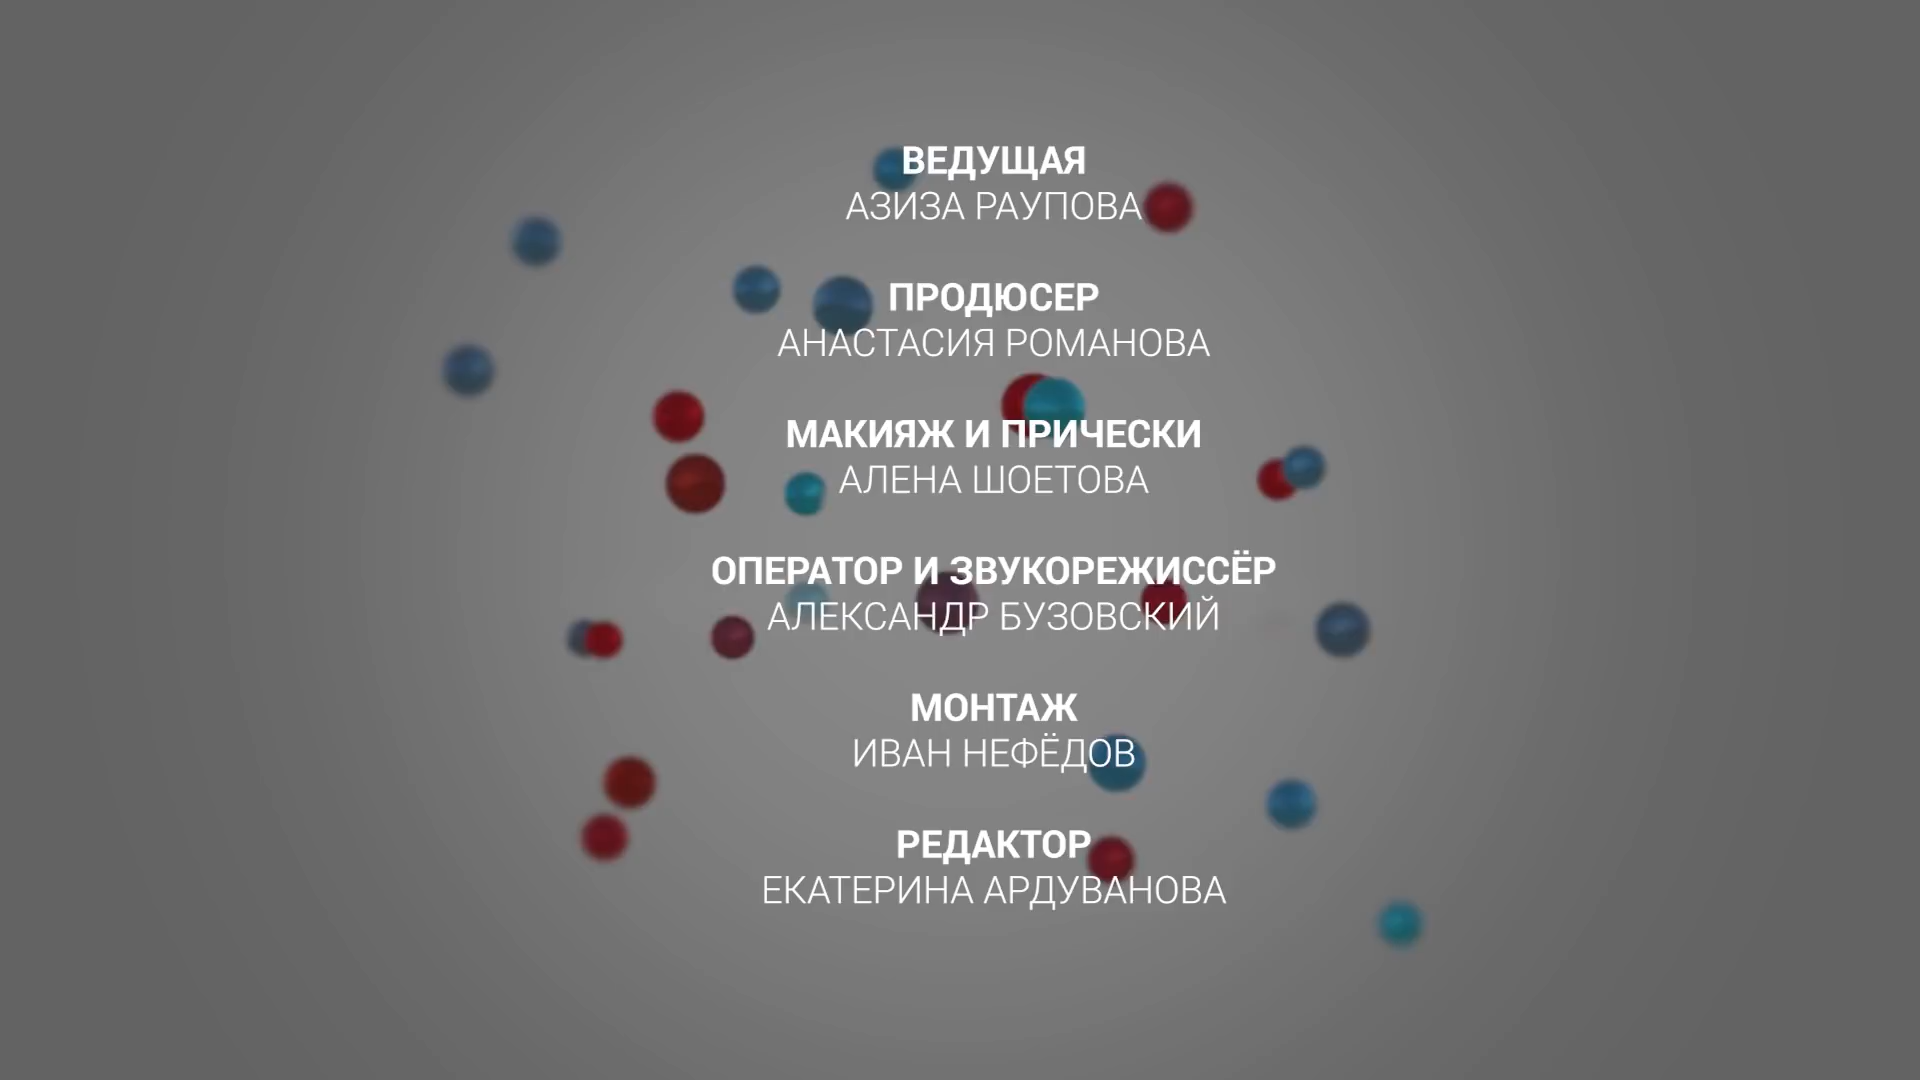 ВЕДУЩАЯ
АЗИЗА РАУПОВА
ПРОДЮСЕР
АНАСТАСИЯ РОМАНОВА
МАКИЯЖ И ПРИЧЕСКИ
АЛЕНА ШОЕТОВА
ОПЕРАТОР И ЗВУКОРЕЖИССЁР
АЛЕКСАНДР БУЗОВСКИЙ
МОНТАЖ
ИВАН НЕФЁДОВ
РЕДАКТОР
ЕКАТЕРИНА АРДУВАНОВА